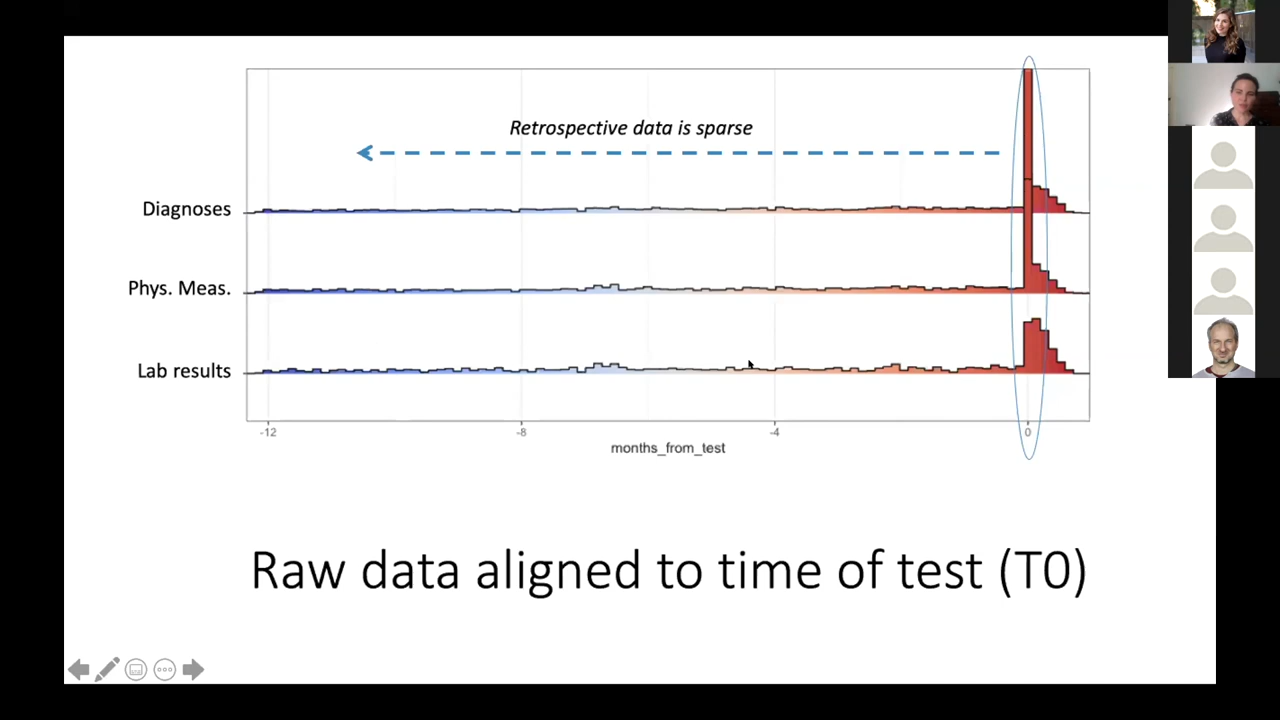 Retrospective data is sparse
Diagnoses
Phys. Meas.
Lab results
-12 -8 -4 0
months_from_test
Raw data aligned to time of test (T0)